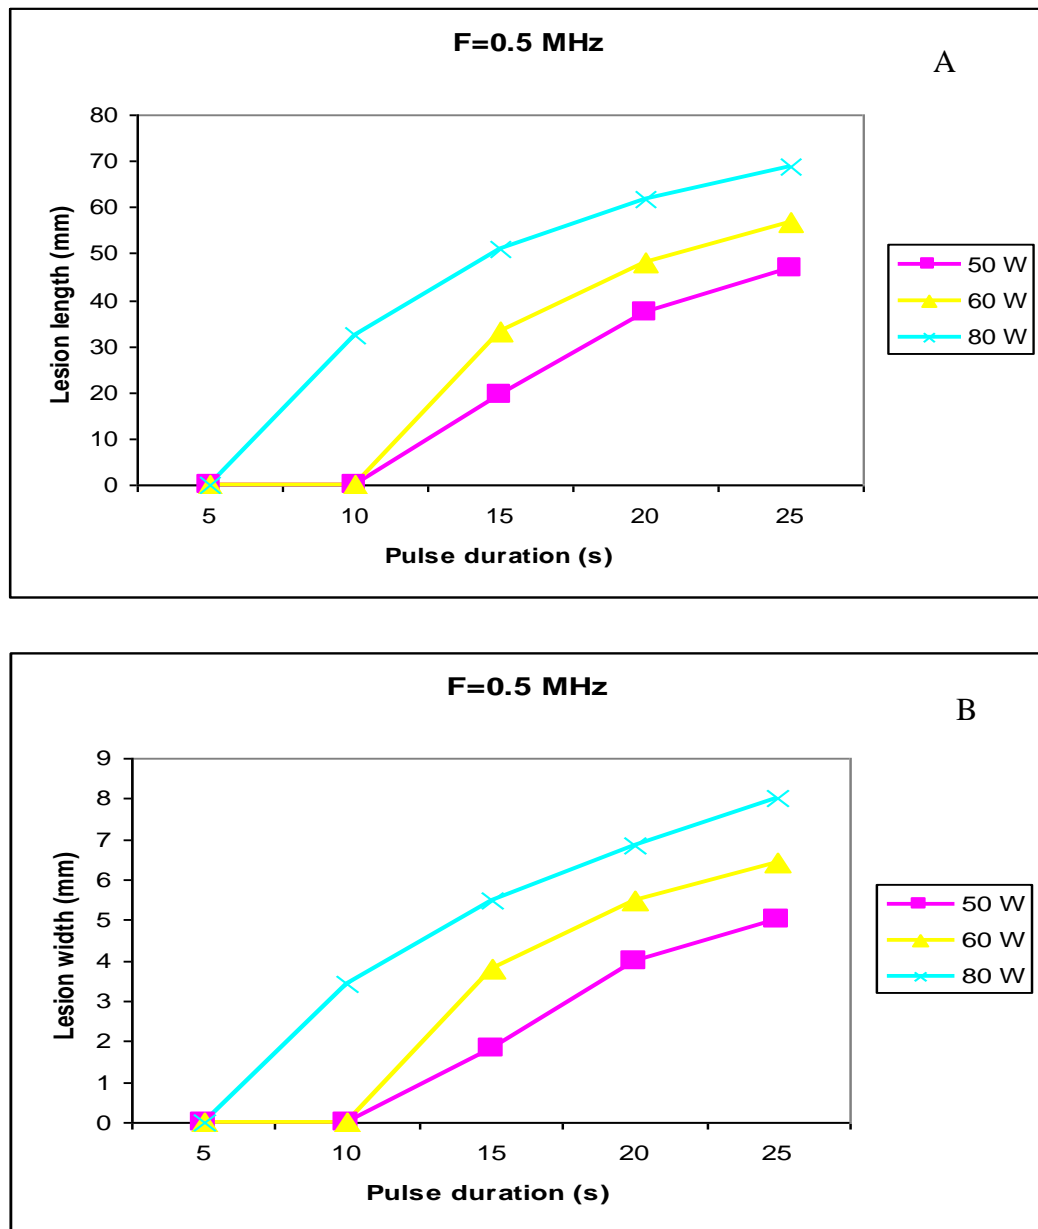 F=0.5 MHz
A
80
70
60
50
40
30
20
10
0
Lesion length (mm)
5 10 15 20 25
Pulse duration (s)
50 W
60 W
80 W
F=0.5 MHz
B
9
8
7
6
5
4
3
2
1
0
Lesion width (mm)
5 10 15 20 25
Pulse duration (s)
50 W
60 W
80 W